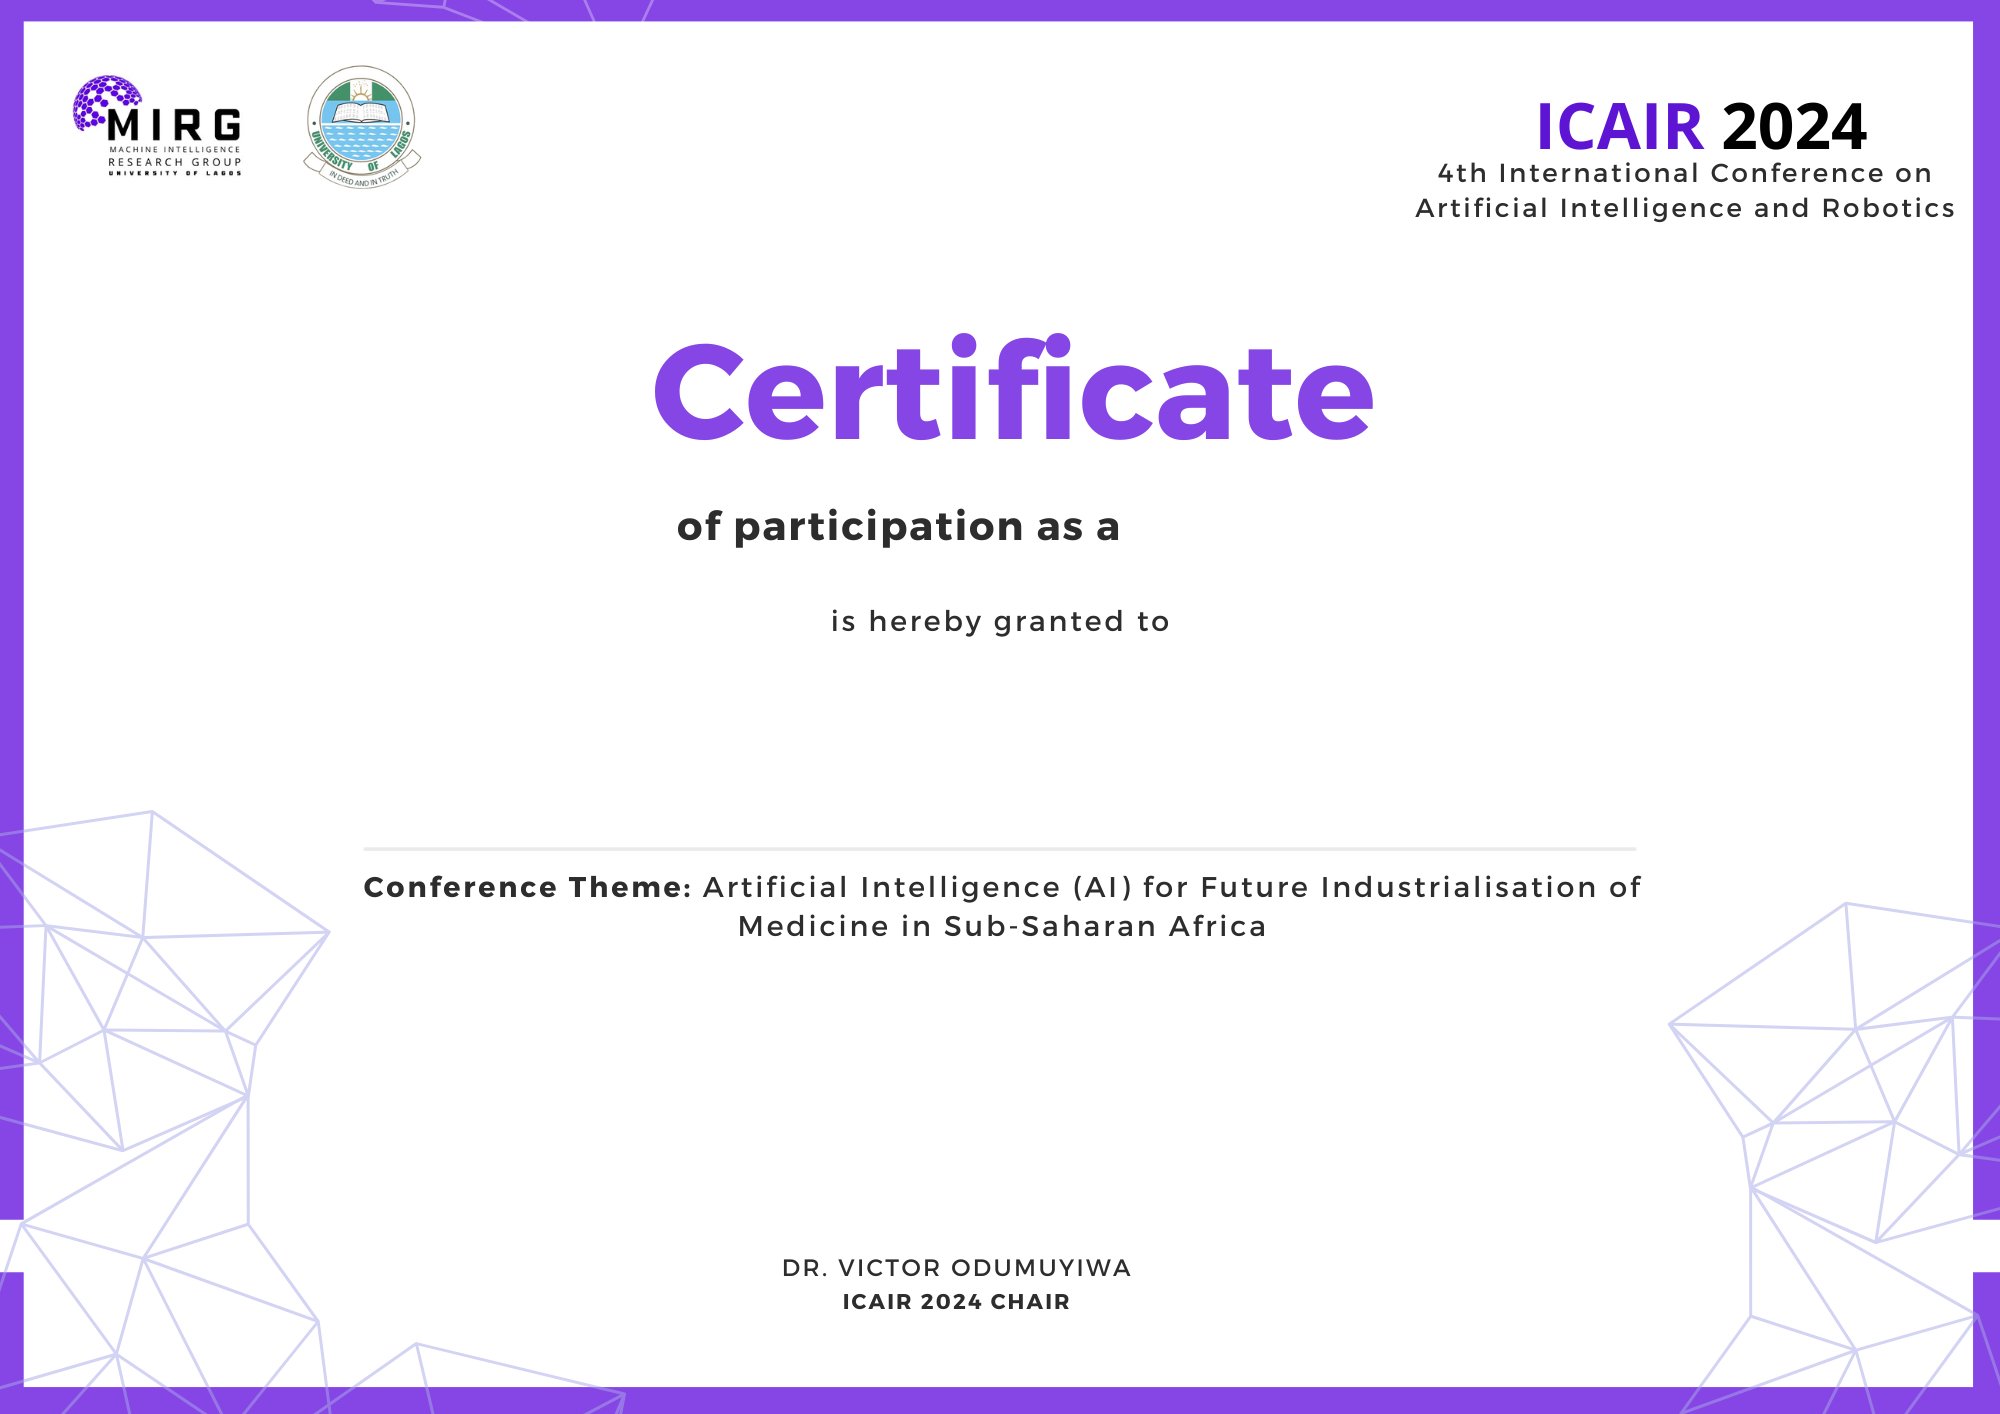 MIRG
MACHINE INTELLIGENCE
RESEARCH GROUP
UNIVERSITY OF LAGOS
UNIVERSITY OF LAGOS
IN DEED AND IN TRUTH
ICAIR 2024
4th International Conference on
Artificial Intelligence and Robotics
Certificate
of participation as a
is hereby granted to
Conference Theme: Artificial Intelligence (AI) for Future Industrialisation of
Medicine in Sub-Saharan Africa
DR. VICTOR ODUMUYIWA
ICAIR 2024 CHAIR